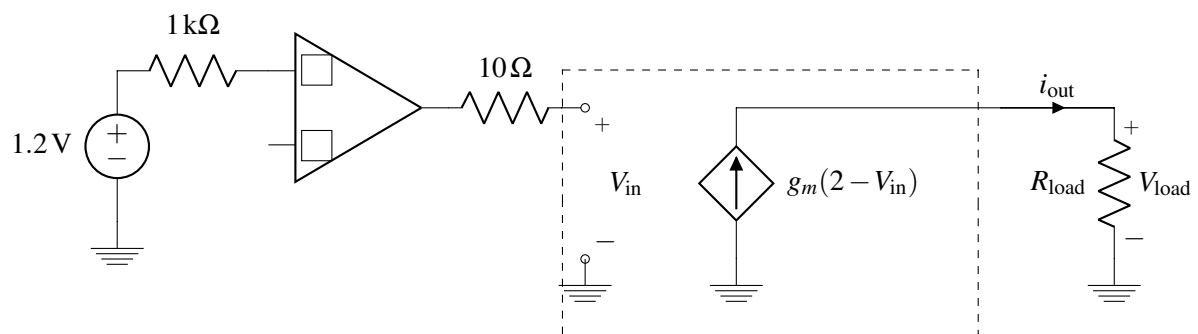 1 kΩ
10 Ω
i_out
1.2 V
+
−
+
V_in
−
g_m(2 − V_in)
R_load
+
V_load
−